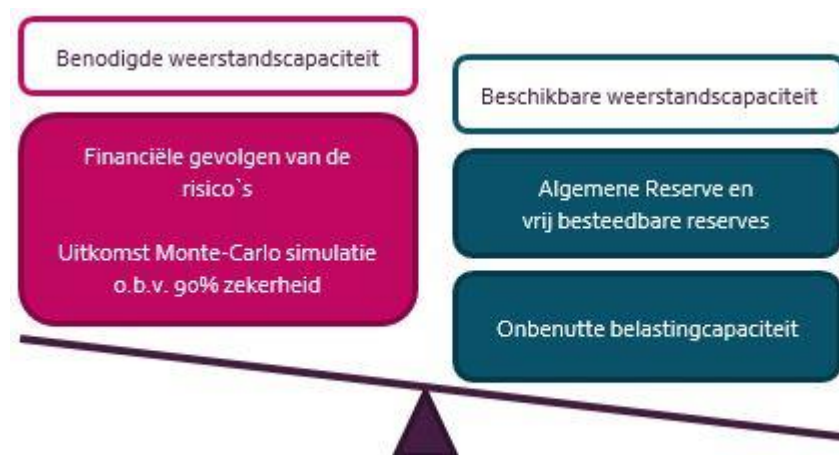 Benodigde weerstandscapaciteit
Financiële gevolgen van de
risico`s
Uitkomst Monte-Carlo simulatie
o.b.v. 90% zekerheid
Beschikbare weerstandscapaciteit
Algemene Reserve en
vrij besteedbare reserves
Onbenutte belastingcapaciteit